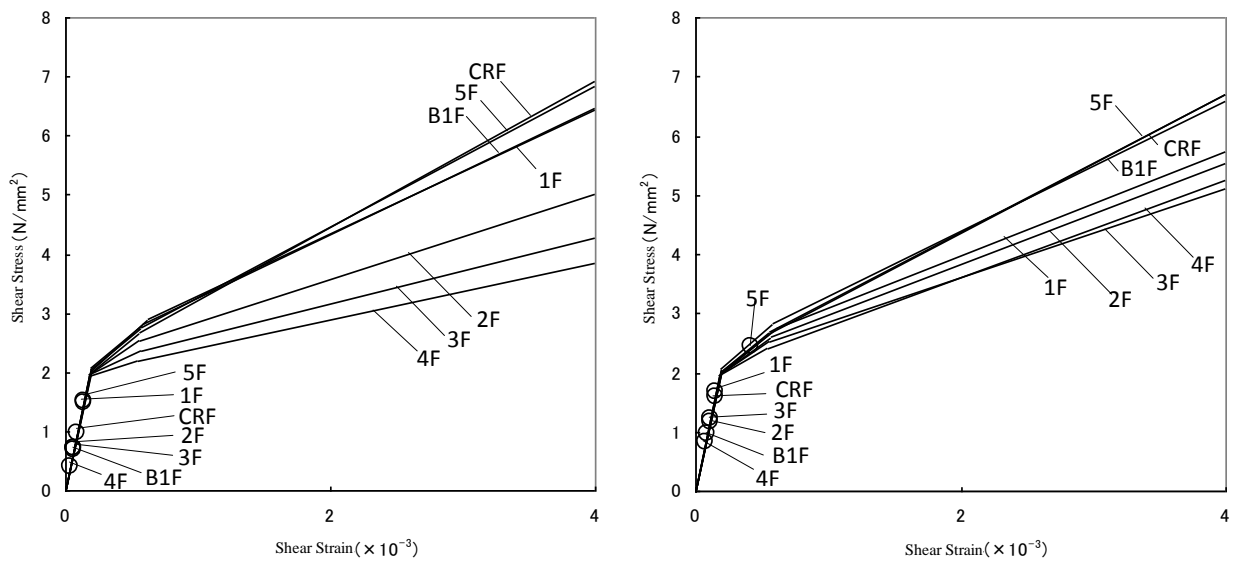 8
7
6
5
4
3
2
1
0
0
2
4
Shear Stress (N/mm²)
Shear Strain (×10⁻³)
CRF
5F
B1F
1F
2F
3F
4F
5F
1F
CRF
2F
3F
B1F
4F
8
7
6
5
4
3
2
1
0
0
2
4
Shear Stress (N/mm²)
Shear Strain (×10⁻³)
5F
CRF
B1F
4F
3F
2F
1F
5F
1F
CRF
3F
2F
B1F
4F